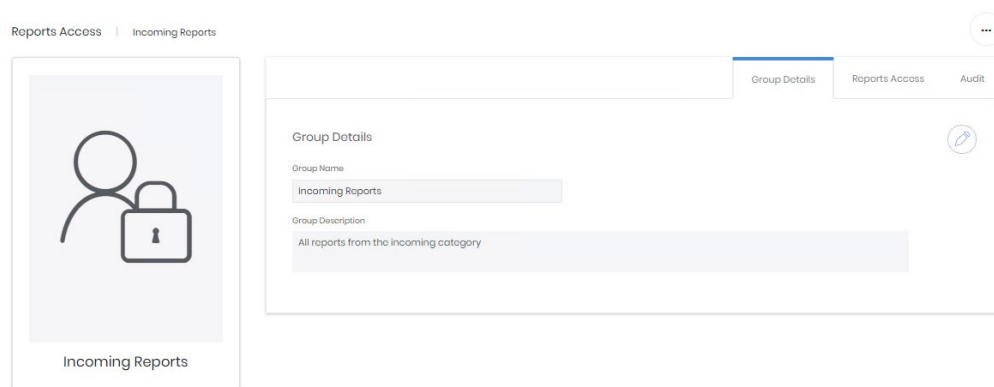 Reports Access | Incoming Reports
...
Group Details Reports Access Audit
Group Details
Group Name
Incoming Reports
Group Description
All reports from the incoming category
Incoming Reports